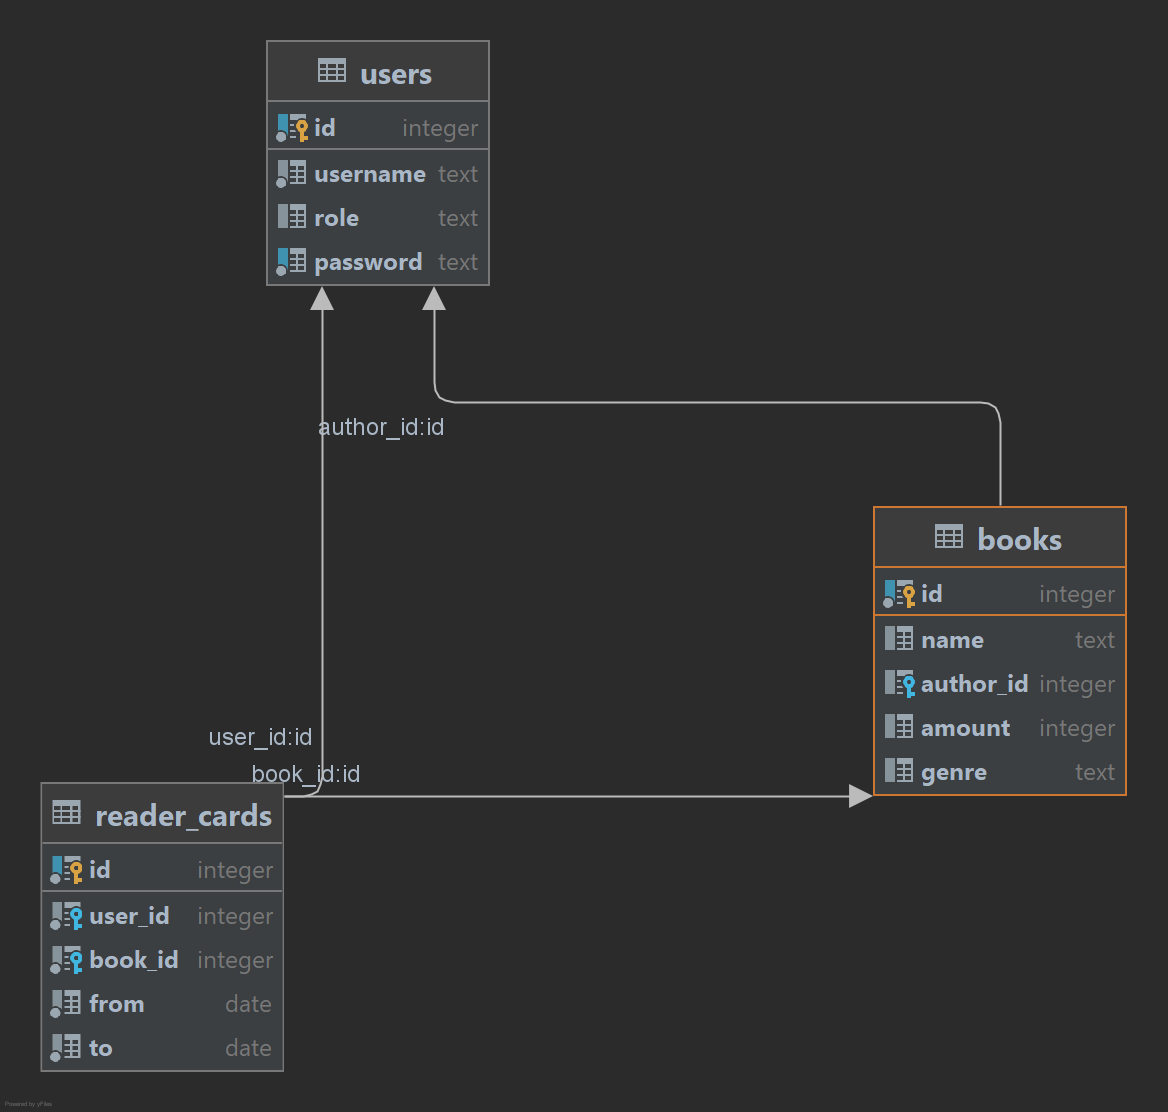 users
id integer
username text
role text
password text
author_id:id
books
id integer
name text
author_id integer
amount integer
genre text
user_id:id
book_id:id
reader_cards
id integer
user_id integer
book_id integer
from date
to date
Powered by yFiles